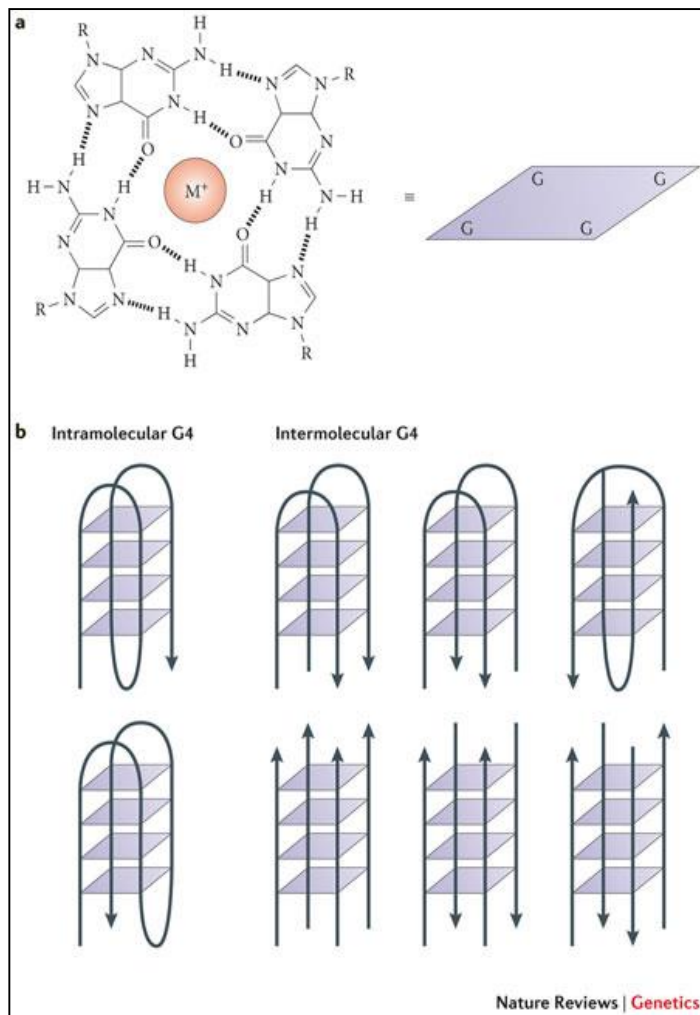 a
H
R
N N N
H
N N R
N
N H
O O N
H
N
H N H M⁺ H N H ≡ G G
N H
N O O G G
H N
N
N N
R H
N N N
H R
b Intramolecular G4 Intermolecular G4
Nature Reviews | Genetics